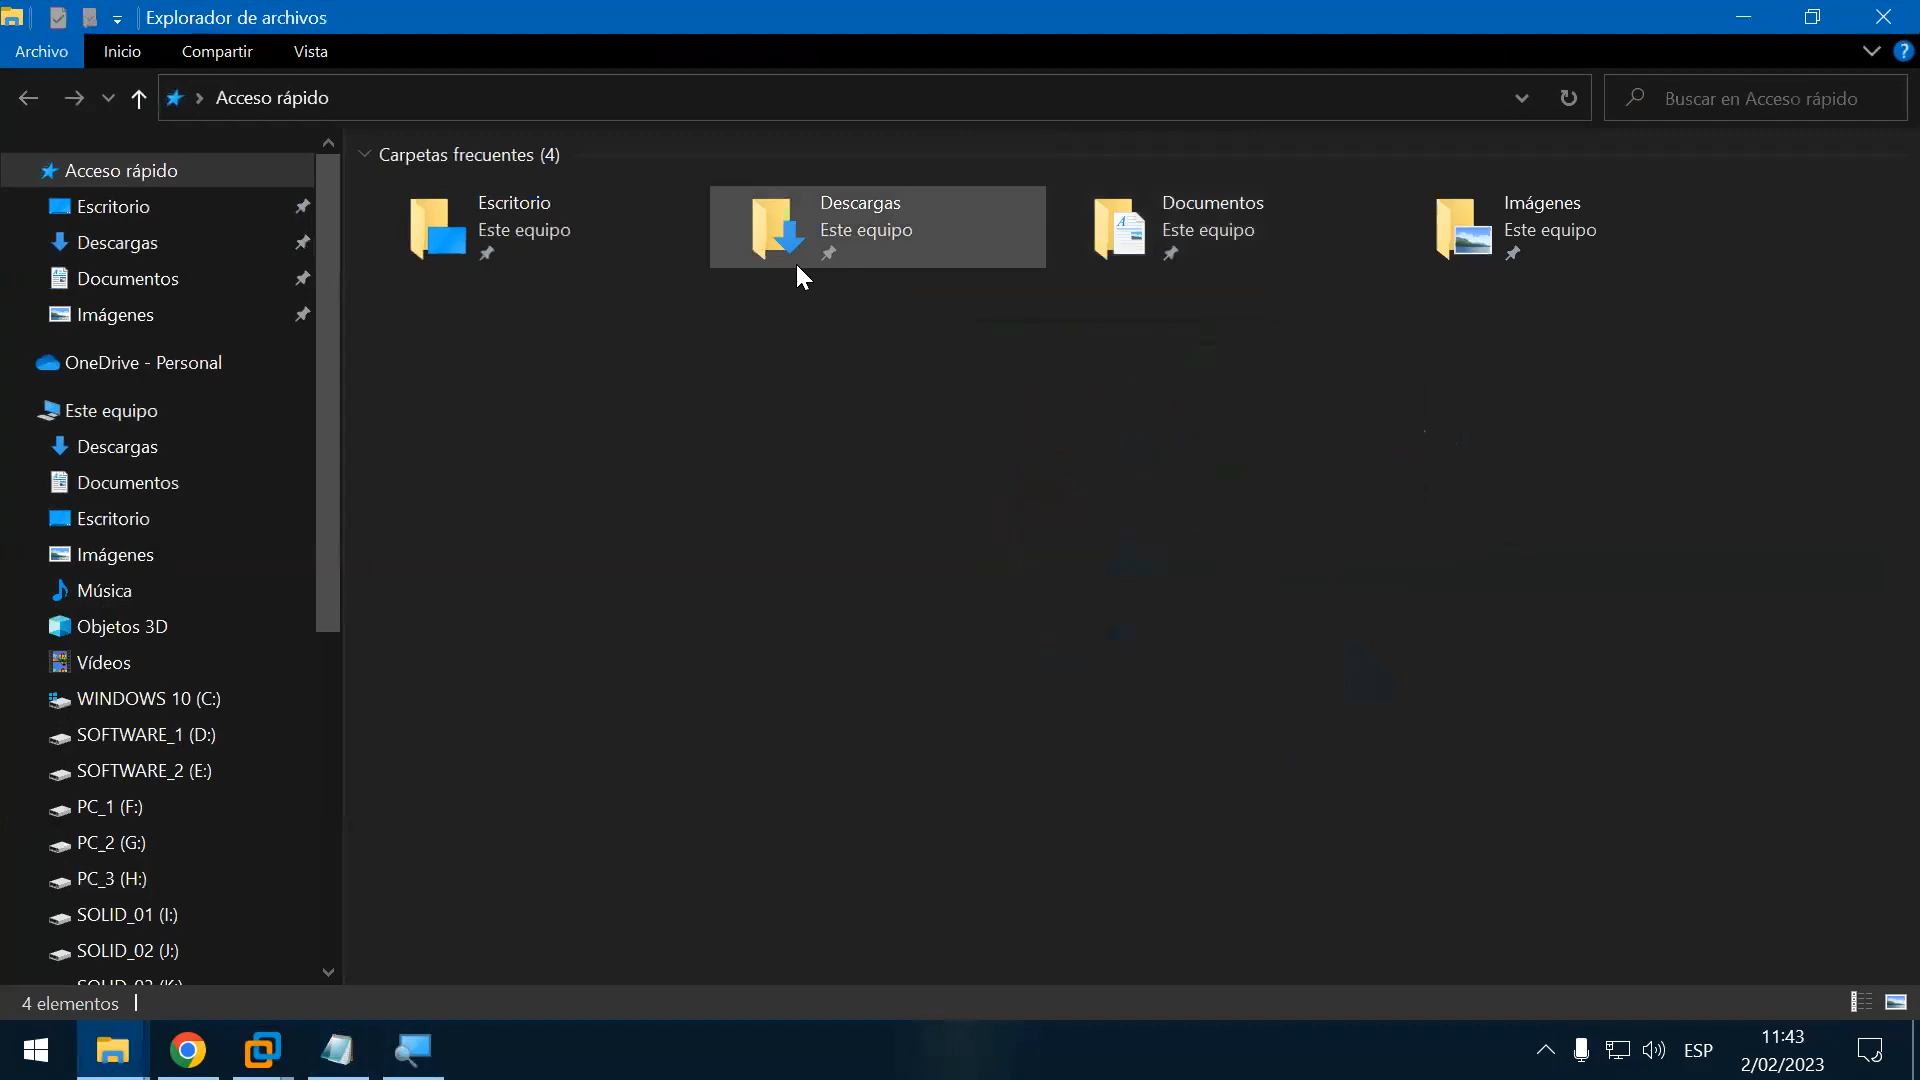 Explorador de archivos
Archivo Inicio Compartir Vista
Acceso rápido
Buscar en Acceso rápido
Acceso rápido
Escritorio
Descargas
Documentos
Imágenes
OneDrive - Personal
Este equipo
Descargas
Documentos
Escritorio
Imágenes
Música
Objetos 3D
Vídeos
WINDOWS 10 (C:)
SOFTWARE_1 (D:)
SOFTWARE_2 (E:)
PC_1 (F:)
PC_2 (G:)
PC_3 (H:)
SOLID_01 (I:)
SOLID_02 (J:)
Carpetas frecuentes (4)
Escritorio
Este equipo
Descargas
Este equipo
Documentos
Este equipo
Imágenes
Este equipo
4 elementos
ESP
11:43
2/02/2023